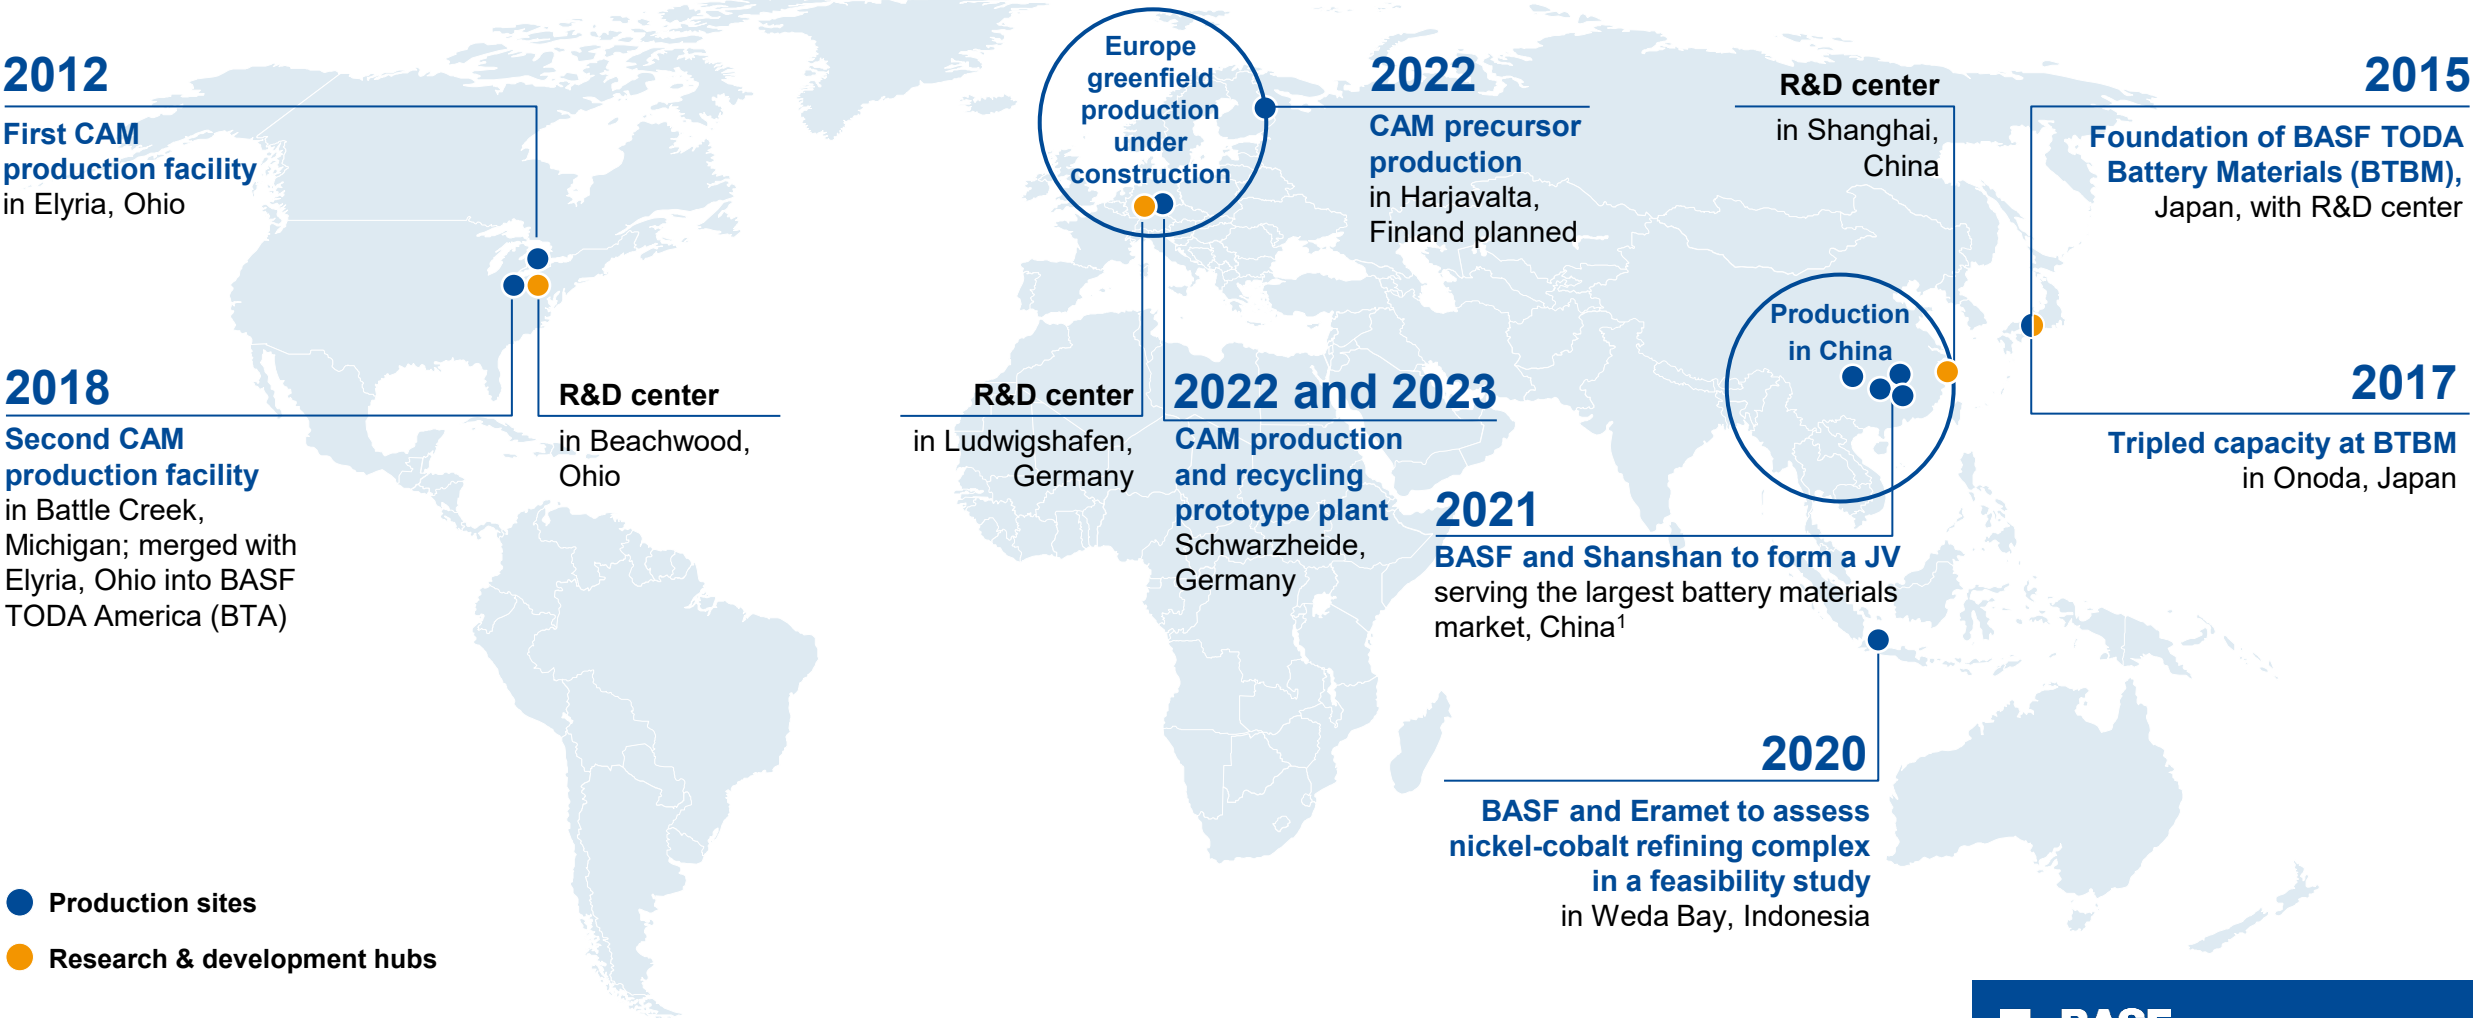 2012
First CAM
production facility
in Elyria, Ohio
2018
Second CAM
production facility
in Battle Creek,
Michigan; merged with
Elyria, Ohio into BASF
TODA America (BTA)
R&D center
in Beachwood,
Ohio
Europe
greenfield
production
under
construction
2022
CAM precursor
production
in Harjavalta,
Finland planned
R&D center
in Ludwigshafen,
Germany
2022 and 2023
CAM production
and recycling
prototype plant
Schwarzheide,
Germany
R&D center
in Shanghai,
China
Production
in China
2021
BASF and Shanshan to form a JV
serving the largest battery materials
market, China¹
2020
BASF and Eramet to assess
nickel-cobalt refining complex
in a feasibility study
in Weda Bay, Indonesia
2015
Foundation of BASF TODA
Battery Materials (BTBM),
Japan, with R&D center
2017
Tripled capacity at BTBM
in Onoda, Japan
Production sites
Research & development hubs
BASF